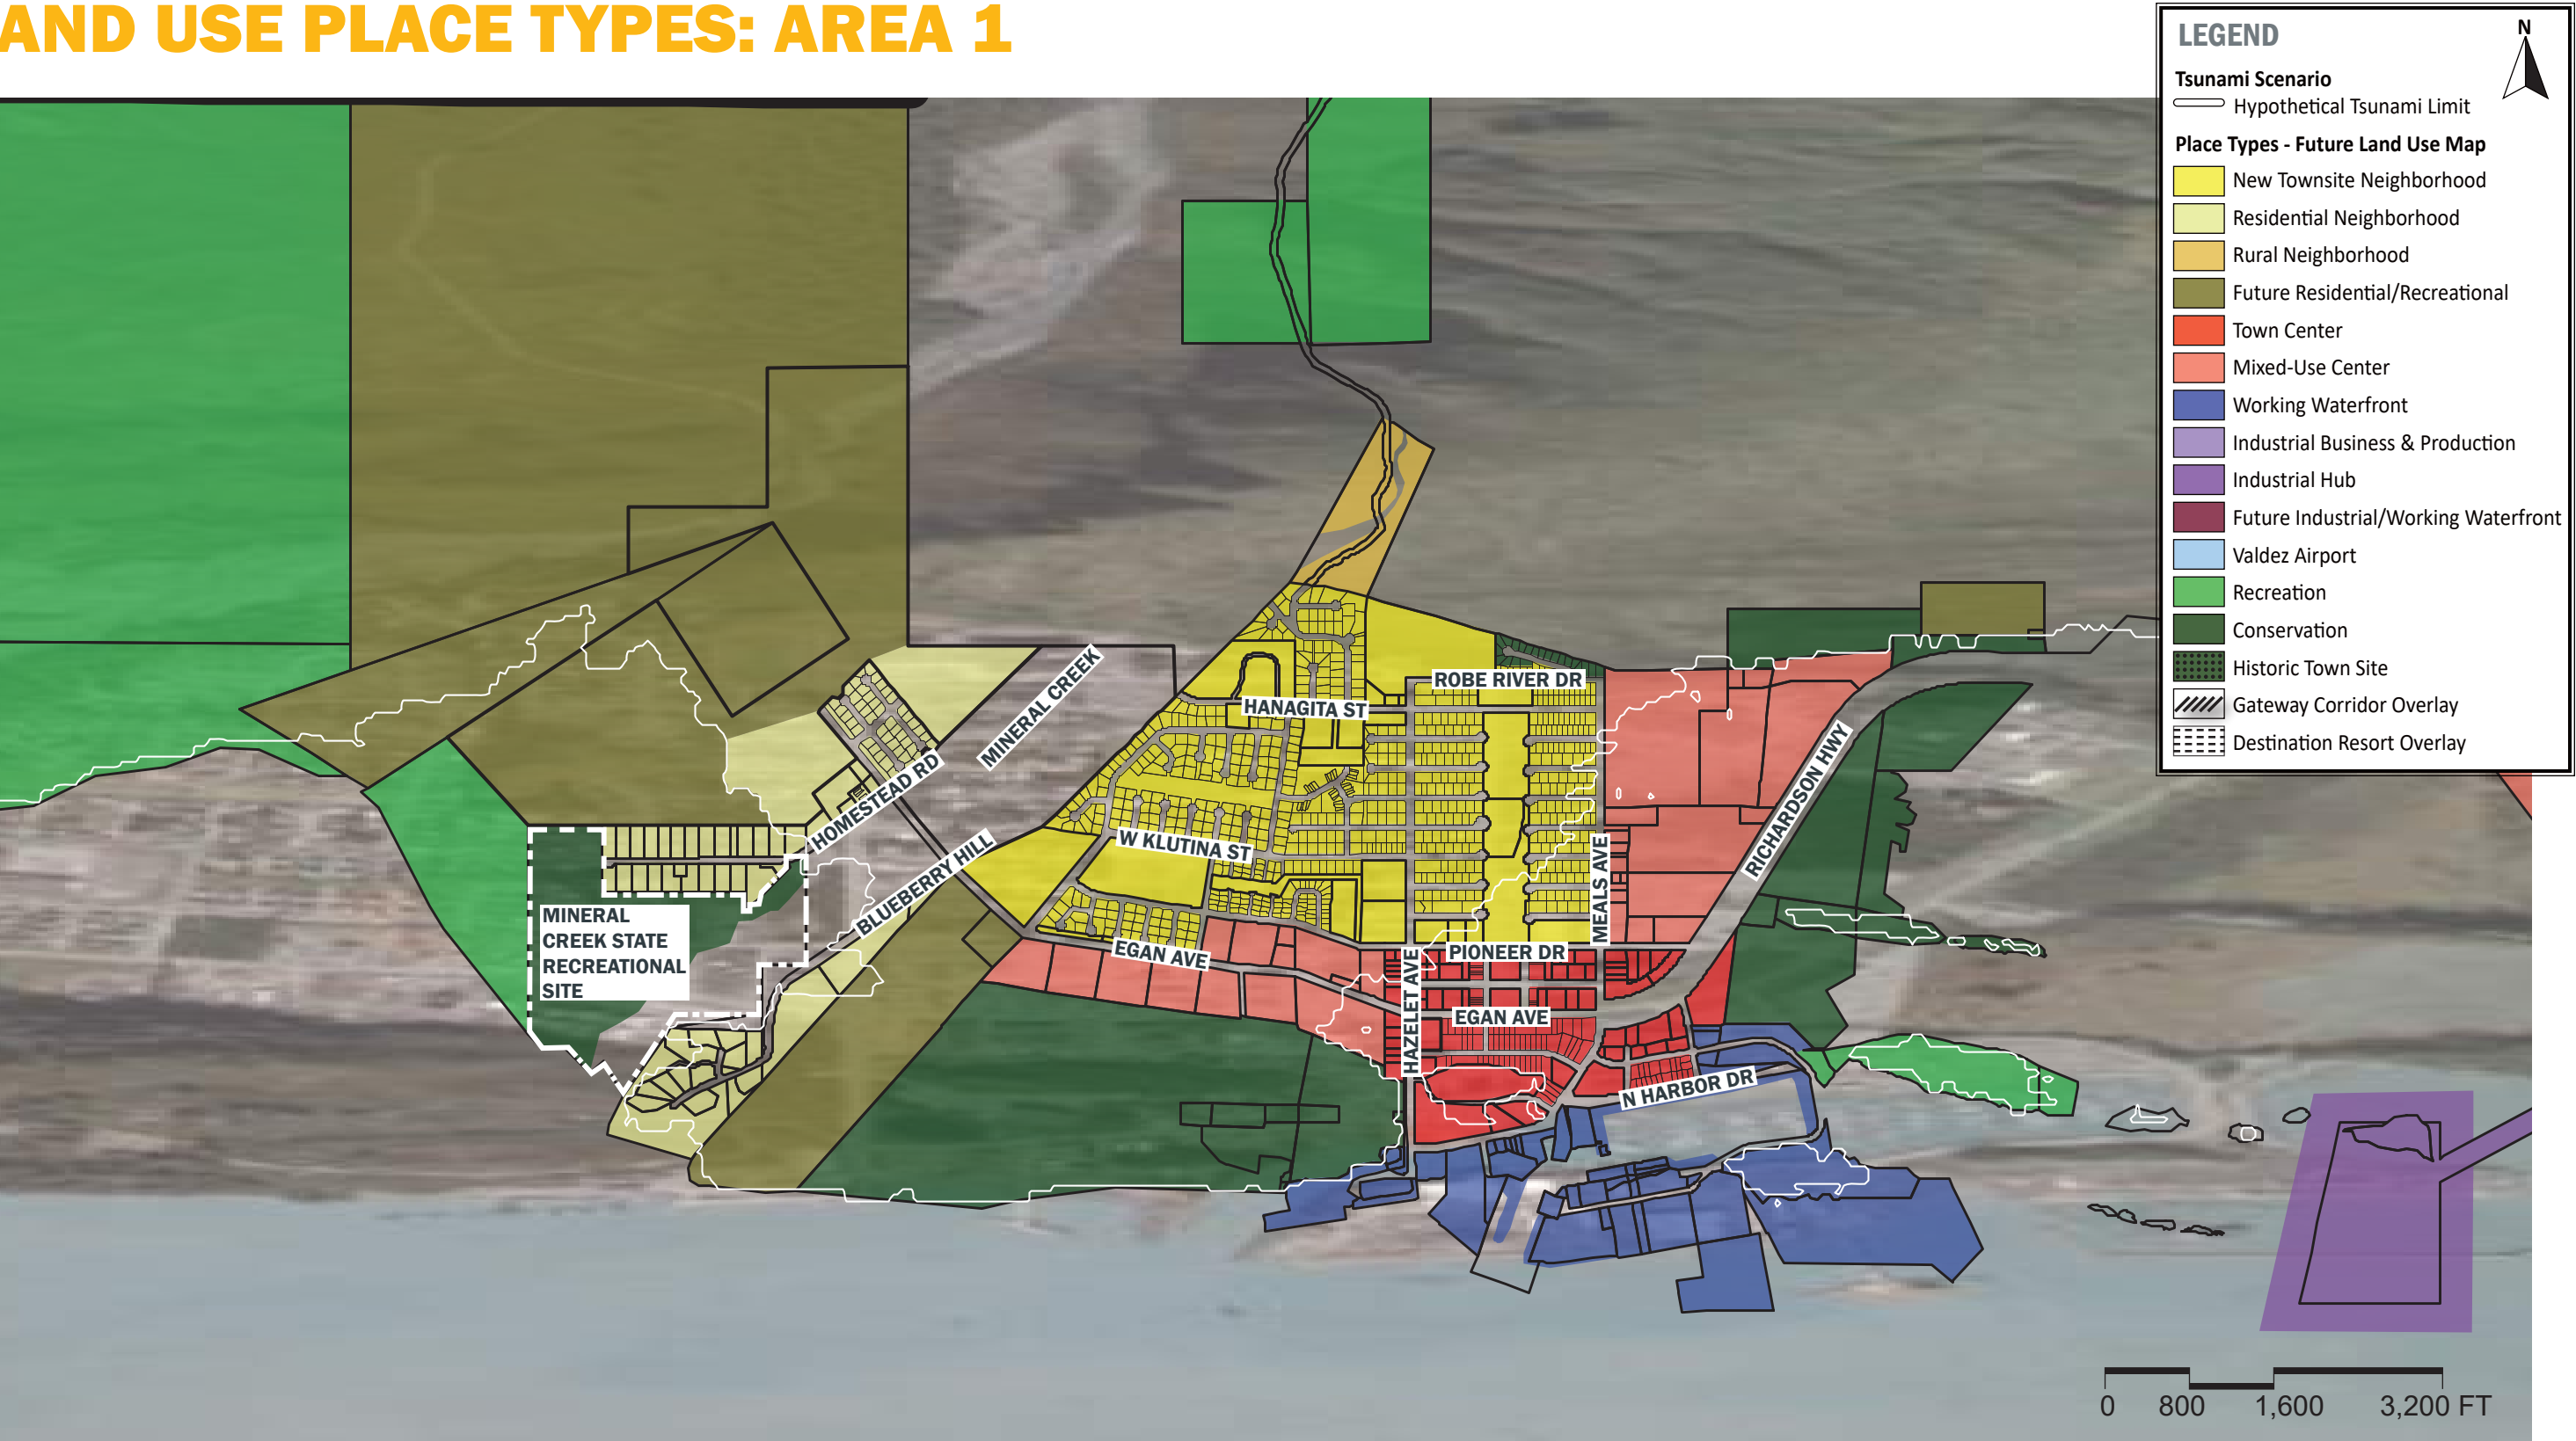 AND USE PLACE TYPES: AREA 1
LEGEND
N
Tsunami Scenario
Hypothetical Tsunami Limit
Place Types - Future Land Use Map
New Townsite Neighborhood
Residential Neighborhood
Rural Neighborhood
Future Residential/Recreational
Town Center
Mixed-Use Center
Working Waterfront
Industrial Business & Production
Industrial Hub
Future Industrial/Working Waterfront
Valdez Airport
Recreation
Conservation
Historic Town Site
Gateway Corridor Overlay
Destination Resort Overlay
ROBE RIVER DR
HANAGITA ST
MINERAL CREEK
HOMESTEAD RD
RICHARDSON HWY
W KLUTINA ST
BLUEBERRY HILL
MEALS AVE
MINERAL
CREEK STATE
RECREATIONAL
SITE
EGAN AVE
PIONEER DR
HAZELET AVE
EGAN AVE
N HARBOR DR
0 800 1,600 3,200 FT